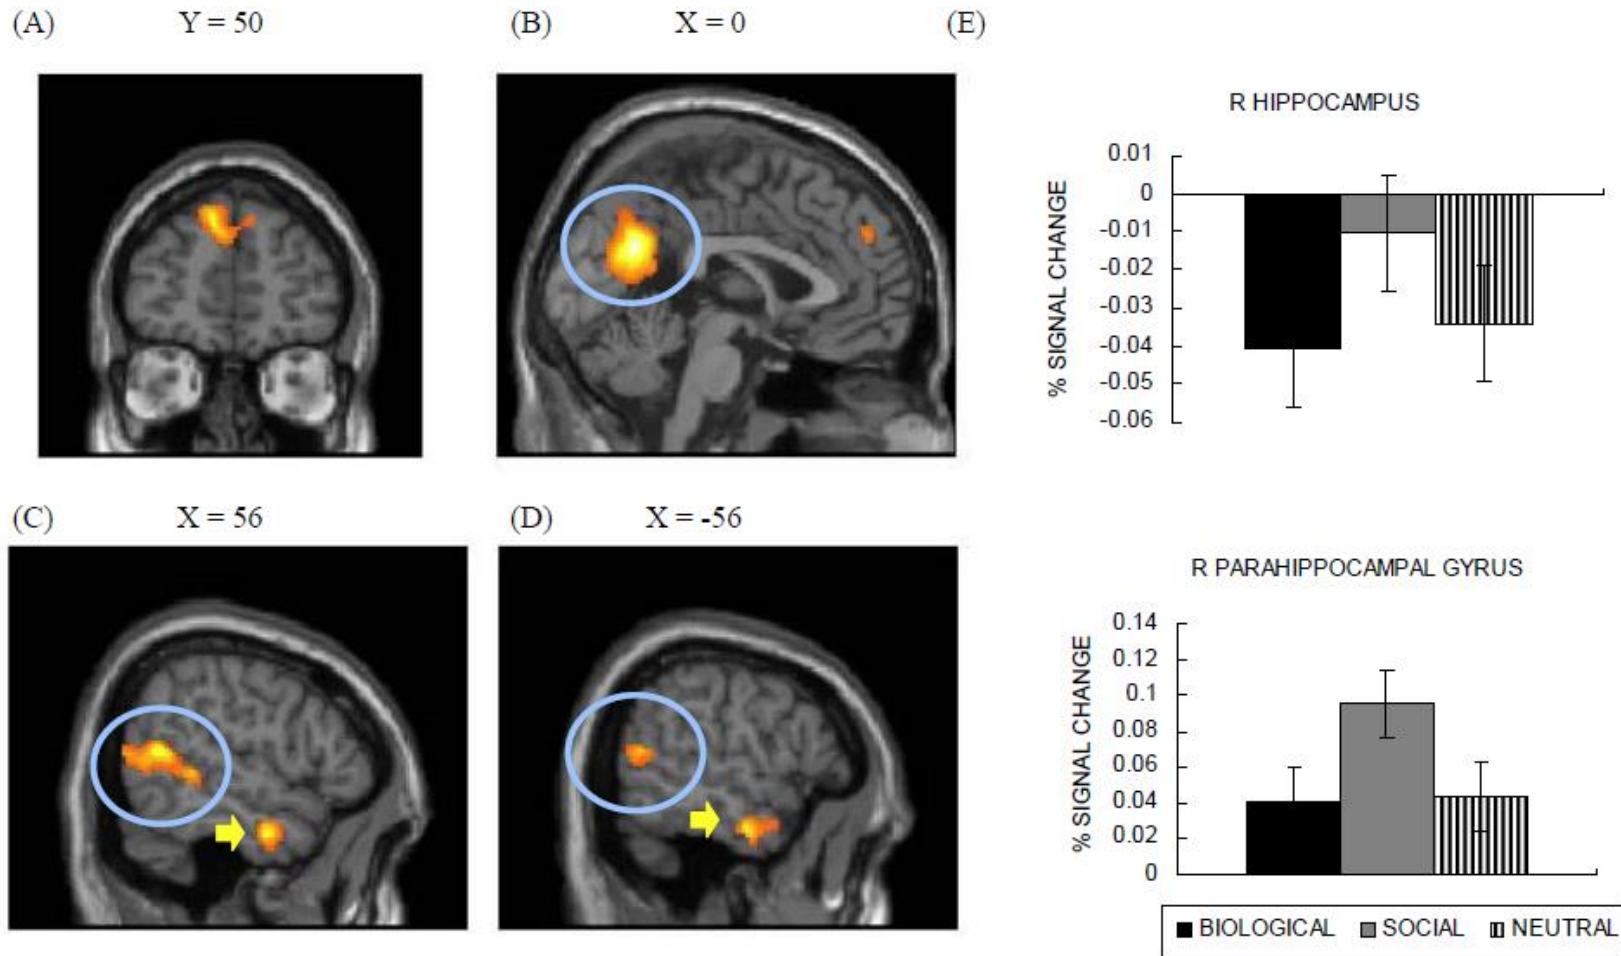 (A) Y = 50
(B) X = 0
(E)
R HIPPOCAMPUS
% SIGNAL CHANGE
0.01
0
-0.01
-0.02
-0.03
-0.04
-0.05
-0.06
(C) X = 56
(D) X = -56
R PARAHIPPOCAMPAL GYRUS
% SIGNAL CHANGE
0.14
0.12
0.1
0.08
0.06
0.04
0.02
0
BIOLOGICAL SOCIAL NEUTRAL